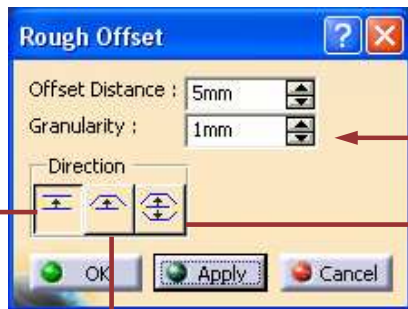 Rough Offset
Offset Distance : 5mm
Granularity : 1mm
Direction
OK Apply Cancel